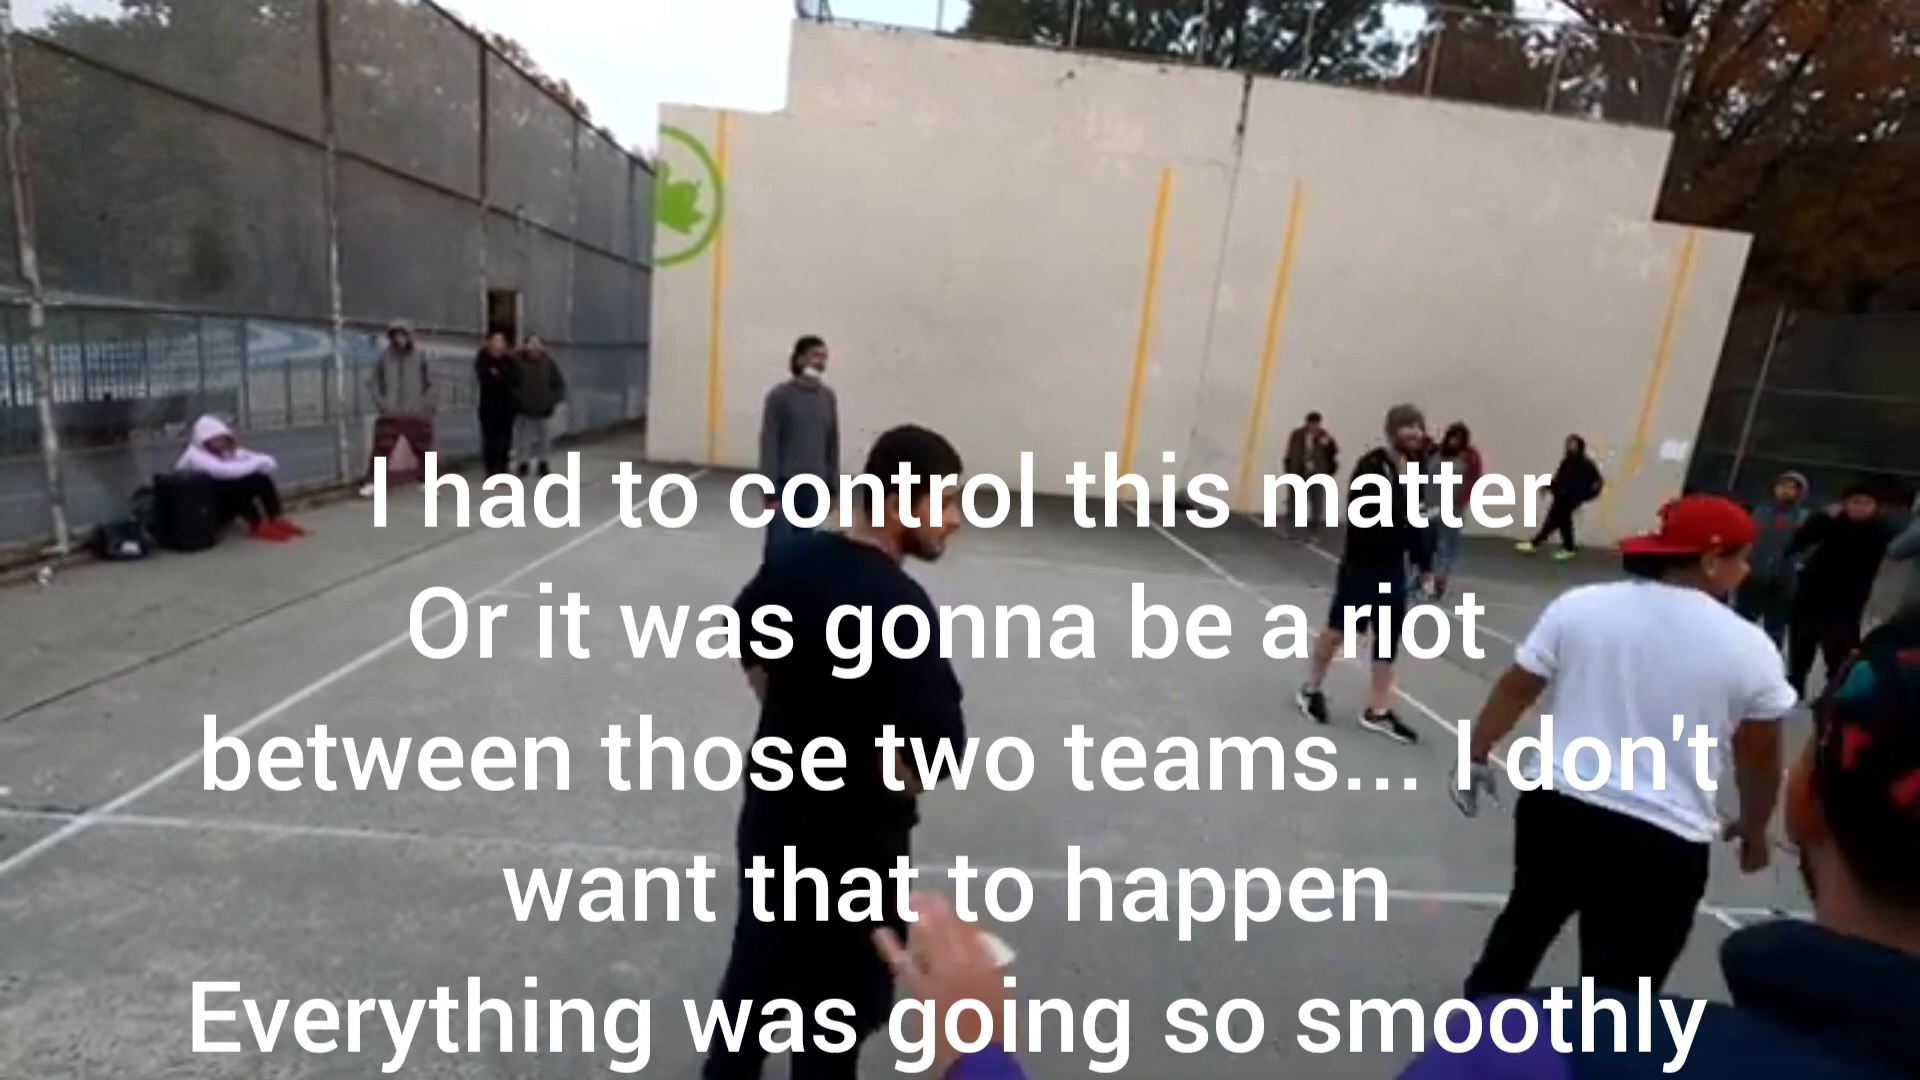 I had to control this matter
Or it was gonna be a riot
between those two teams... I don't
want that to happen
Everything was going so smoothly